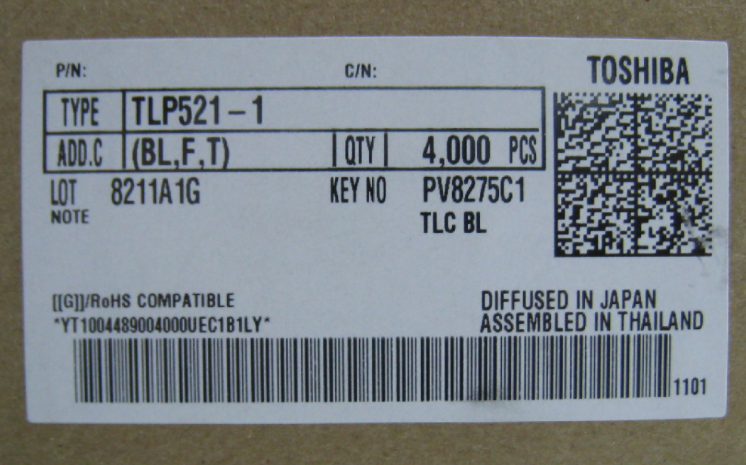 P/N: C/N: TOSHIBA
TYPE TLP521-1
ADD.C (BL,F,T) QTY 4,000 PCS
LOT 8211A1G KEY NO PV8275C1
NOTE TLC BL
[[G]]/RoHS COMPATIBLE DIFFUSED IN JAPAN
*YT1004489004000UEC1B1LY* ASSEMBLED IN THAILAND
1101